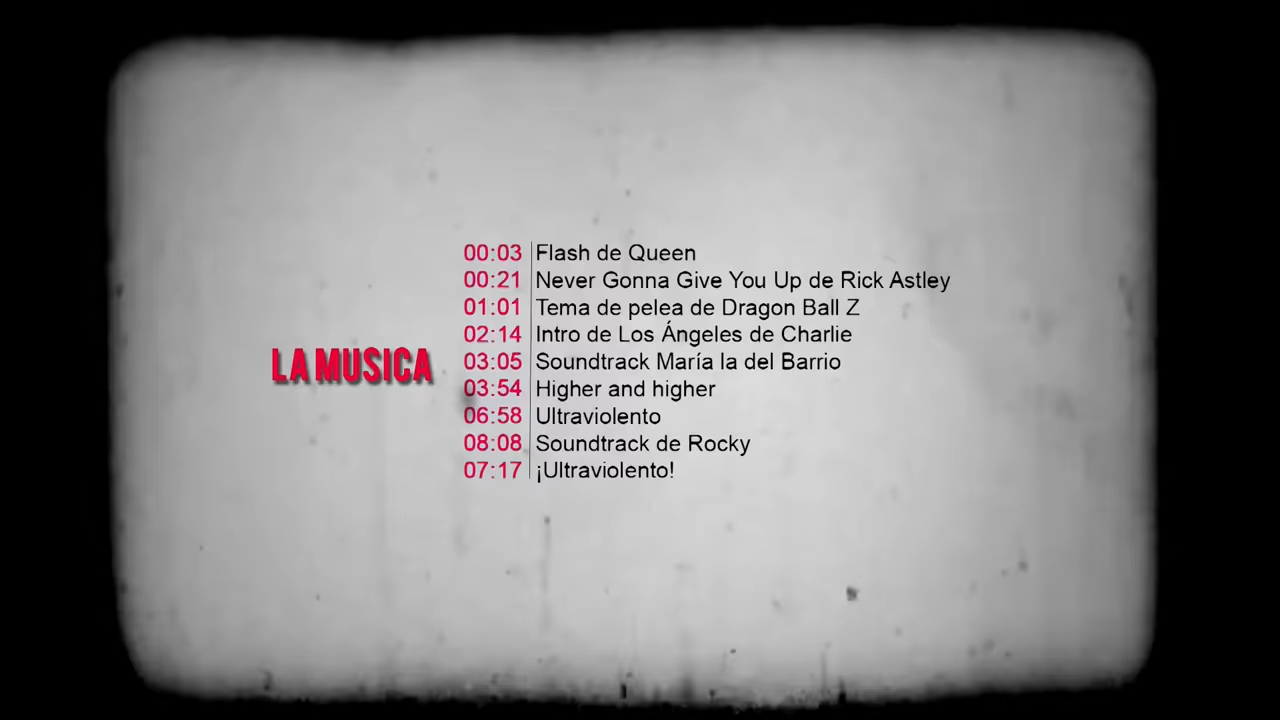 LA MUSICA
00:03 Flash de Queen
00:21 Never Gonna Give You Up de Rick Astley
01:01 Tema de pelea de Dragon Ball Z
02:14 Intro de Los Ángeles de Charlie
03:05 Soundtrack María la del Barrio
03:54 Higher and higher
06:58 Ultraviolento
08:08 Soundtrack de Rocky
07:17 ¡Ultraviolento!